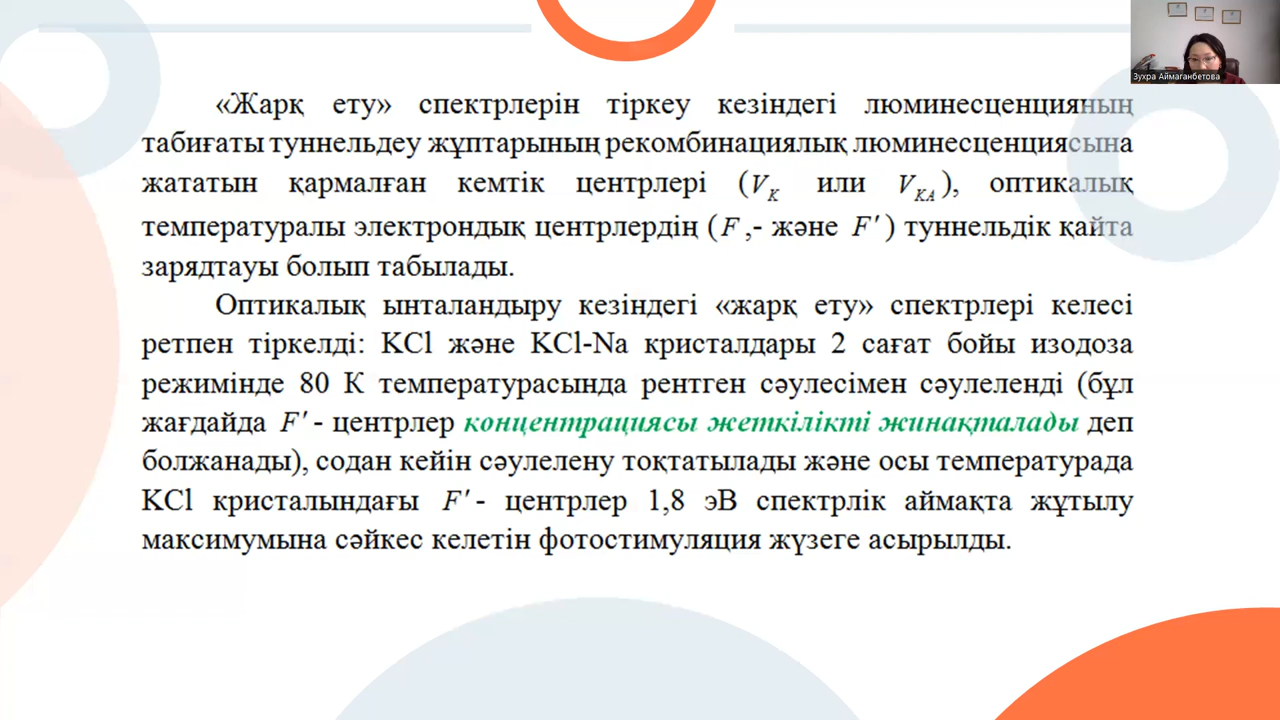 Зухра Аймаганбетова
«Жарқ ету» спектрлерін тіркеу кезіндегі люминесценцияның
табиғаты туннельдеу жұптарының рекомбинациялық люминесценциясына
жататын қармалған кемтік центрлері (V_K или V_KA), оптикалық
температуралы электрондық центрлердің (F,- және F′) туннельдік қайта
зарядтауы болып табылады.
Оптикалық ынталандыру кезіндегі «жарқ ету» спектрлері келесі
ретпен тіркелді: KCl және KCl-Na кристалдары 2 сағат бойы изодоза
режимінде 80 К температурасында рентген сәулесімен сәулеленді (бұл
жағдайда F′- центрлер концентрациясы жеткілікті жинақталады деп
болжанады), содан кейін сәулелену тоқтатылады және осы температурада
KCl кристалындағы F′- центрлер 1,8 эВ спектрлік аймақта жұтылу
максимумына сәйкес келетін фотостимуляция жүзеге асырылды.